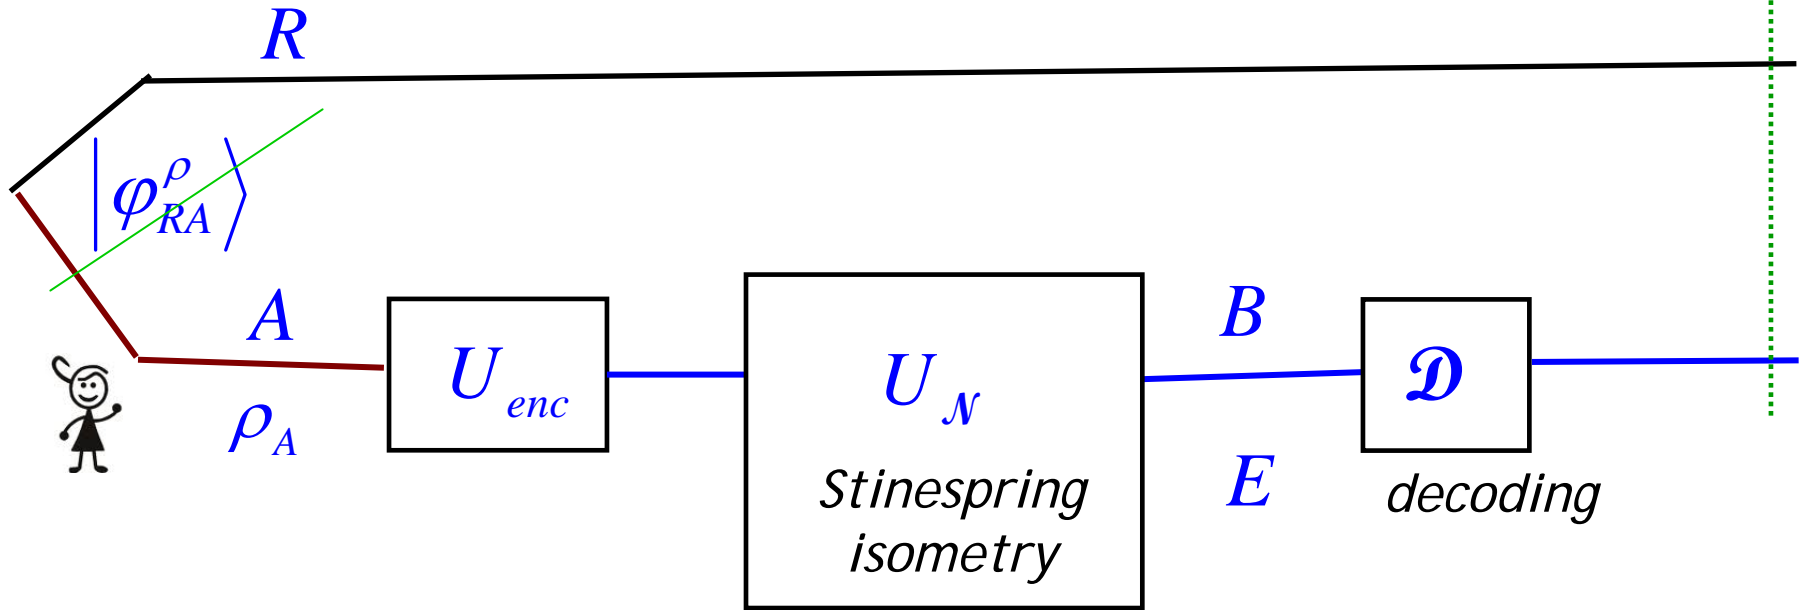 R
|φ^ρ_RA⟩
A
ρ_A
U_enc
U_𝒩
Stinespring
isometry
B
E
𝒟
decoding